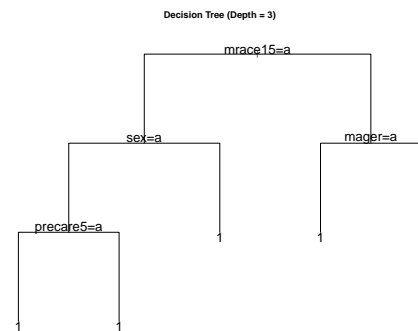 Decision Tree (Depth = 3)
mrace15=a
sex=a
mager=a
precare5=a
1
1
1
1